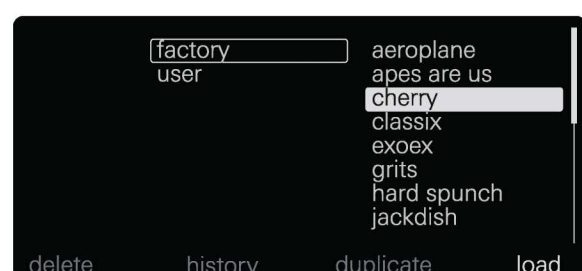 factory
user
aeroplane
apes are us
cherry
classix
exoex
grits
hard spunch
jackdish
delete history duplicate load